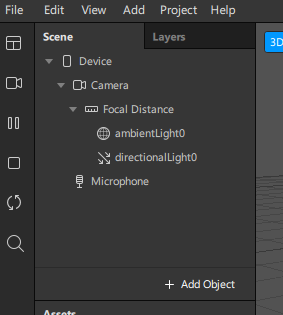 File Edit View Add Project Help
Scene Layers
3D
Device
Camera
Focal Distance
ambientLight0
directionalLight0
Microphone
+ Add Object
Assets